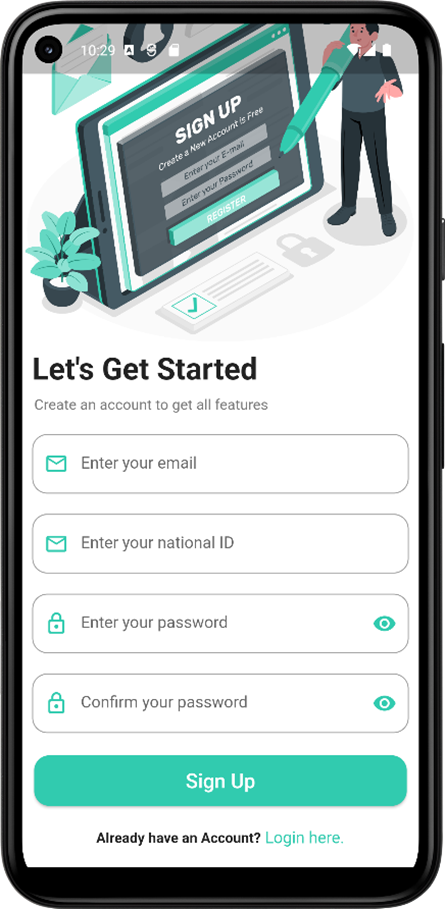 10:29
SIGN UP
Create a New Account is Free
Enter your E-mail
Enter your Password
REGISTER
Let's Get Started
Create an account to get all features
Enter your email
Enter your national ID
Enter your password
Confirm your password
Sign Up
Already have an Account? Login here.